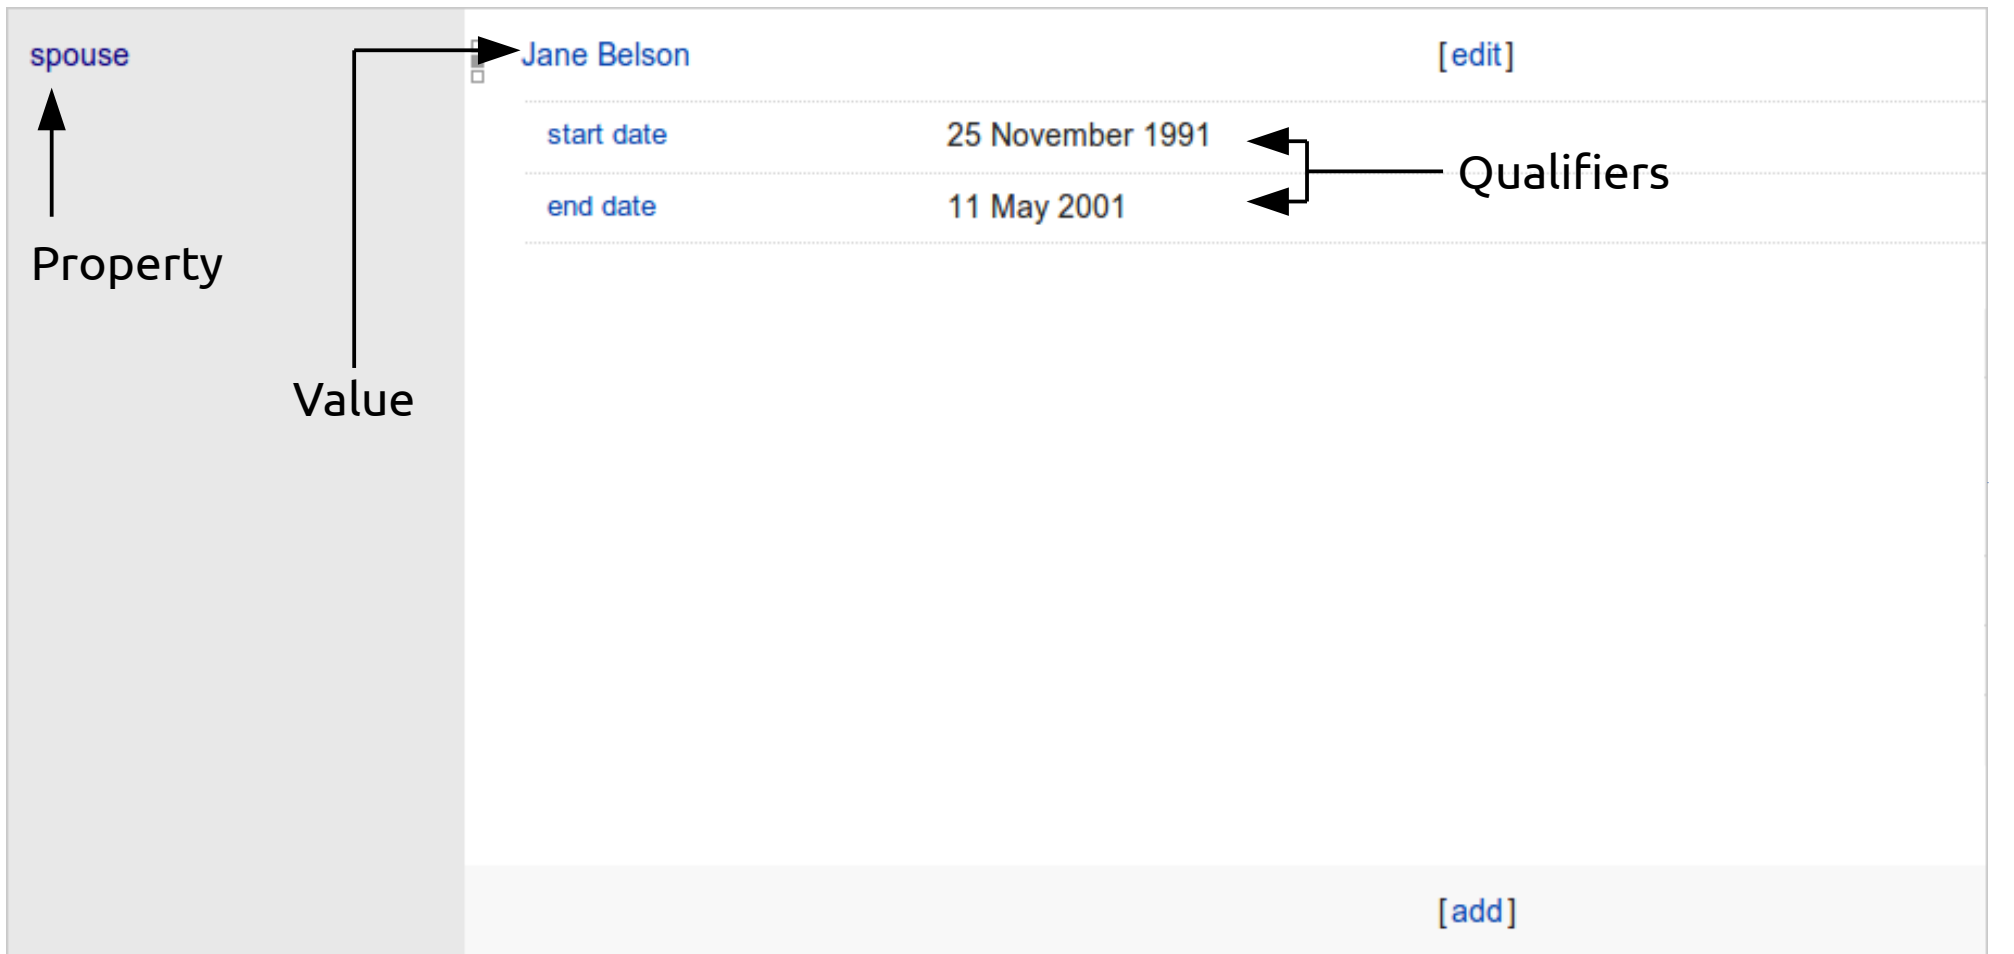 spouse
Jane Belson
[edit]
start date
25 November 1991
end date
11 May 2001
Qualifiers
Property
Value
[add]